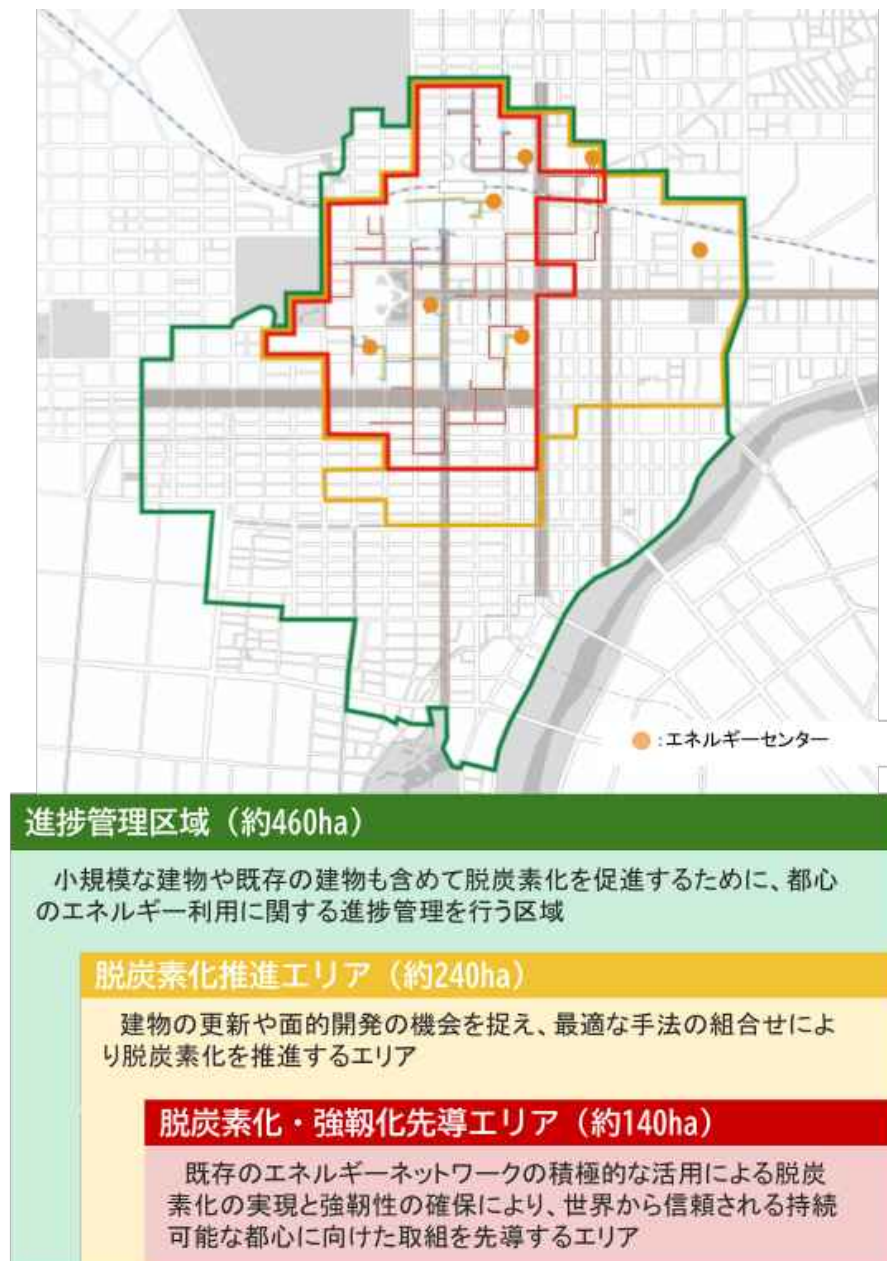 ：エネルギーセンター
進捗管理区域（約460ha）
小規模な建物や既存の建物も含めて脱炭素化を促進するために、都心
のエネルギー利用に関する進捗管理を行う区域
脱炭素化推進エリア（約240ha）
建物の更新や面的開発の機会を捉え、最適な手法の組合せによ
り脱炭素化を推進するエリア
脱炭素化・強靱化先導エリア（約140ha）
既存のエネルギーネットワークの積極的な活用による脱炭
素化の実現と強靭性の確保により、世界から信頼される持続
可能な都心に向けた取組を先導するエリア